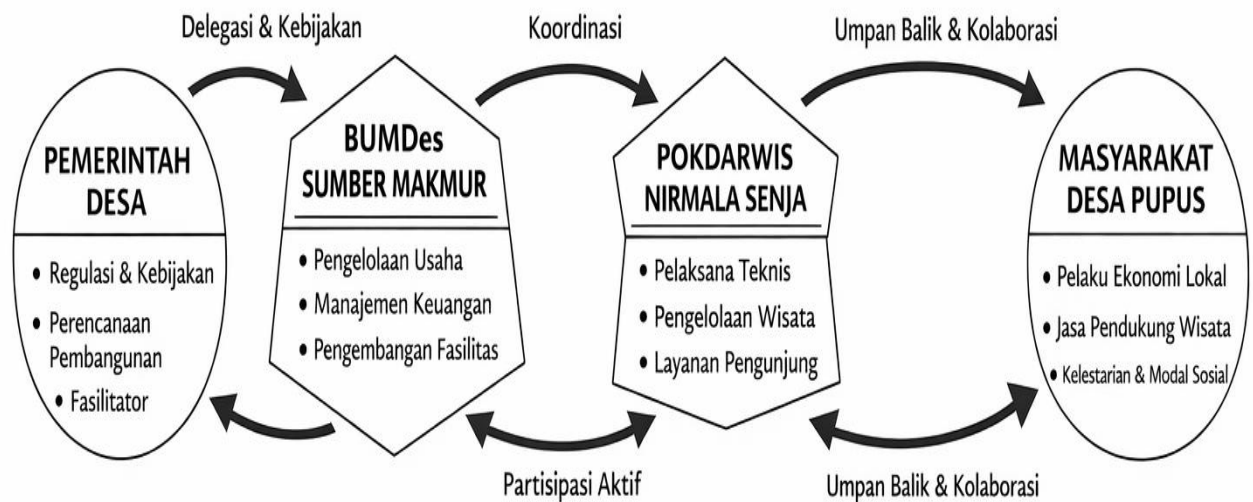 Delegasi & Kebijakan
Koordinasi
Umpan Balik & Kolaborasi
PEMERINTAH
DESA
• Regulasi & Kebijakan
• Perencanaan
Pembangunan
• Fasilitator
BUMDes
SUMBER MAKMUR
• Pengelolaan Usaha
• Manajemen Keuangan
• Pengembangan Fasilitas
POKDARWIS
NIRMALA SENJA
• Pelaksana Teknis
• Pengelolaan Wisata
• Layanan Pengunjung
MASYARAKAT
DESA PUPUS
• Pelaku Ekonomi Lokal
• Jasa Pendukung Wisata
• Kelestarian & Modal Sosial
Partisipasi Aktif
Umpan Balik & Kolaborasi